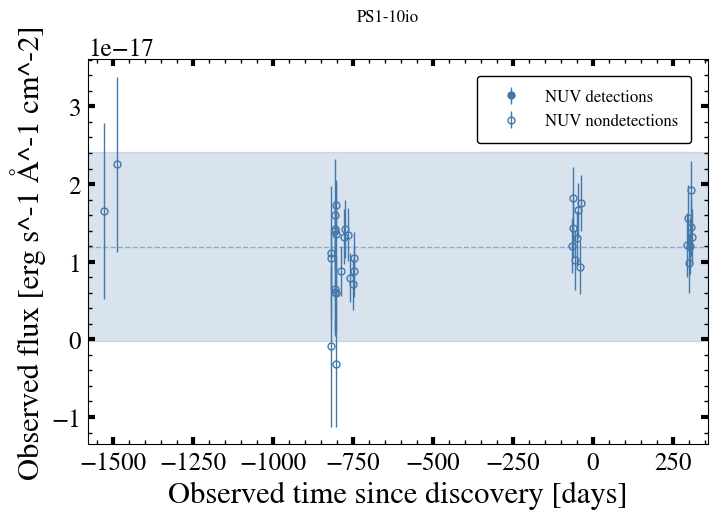 PS1-10io
1e−17
Observed flux [erg s^-1 Å^-1 cm^-2]
3
2
1
0
−1
NUV detections
NUV nondetections
−1500 −1250 −1000 −750 −500 −250 0 250
Observed time since discovery [days]